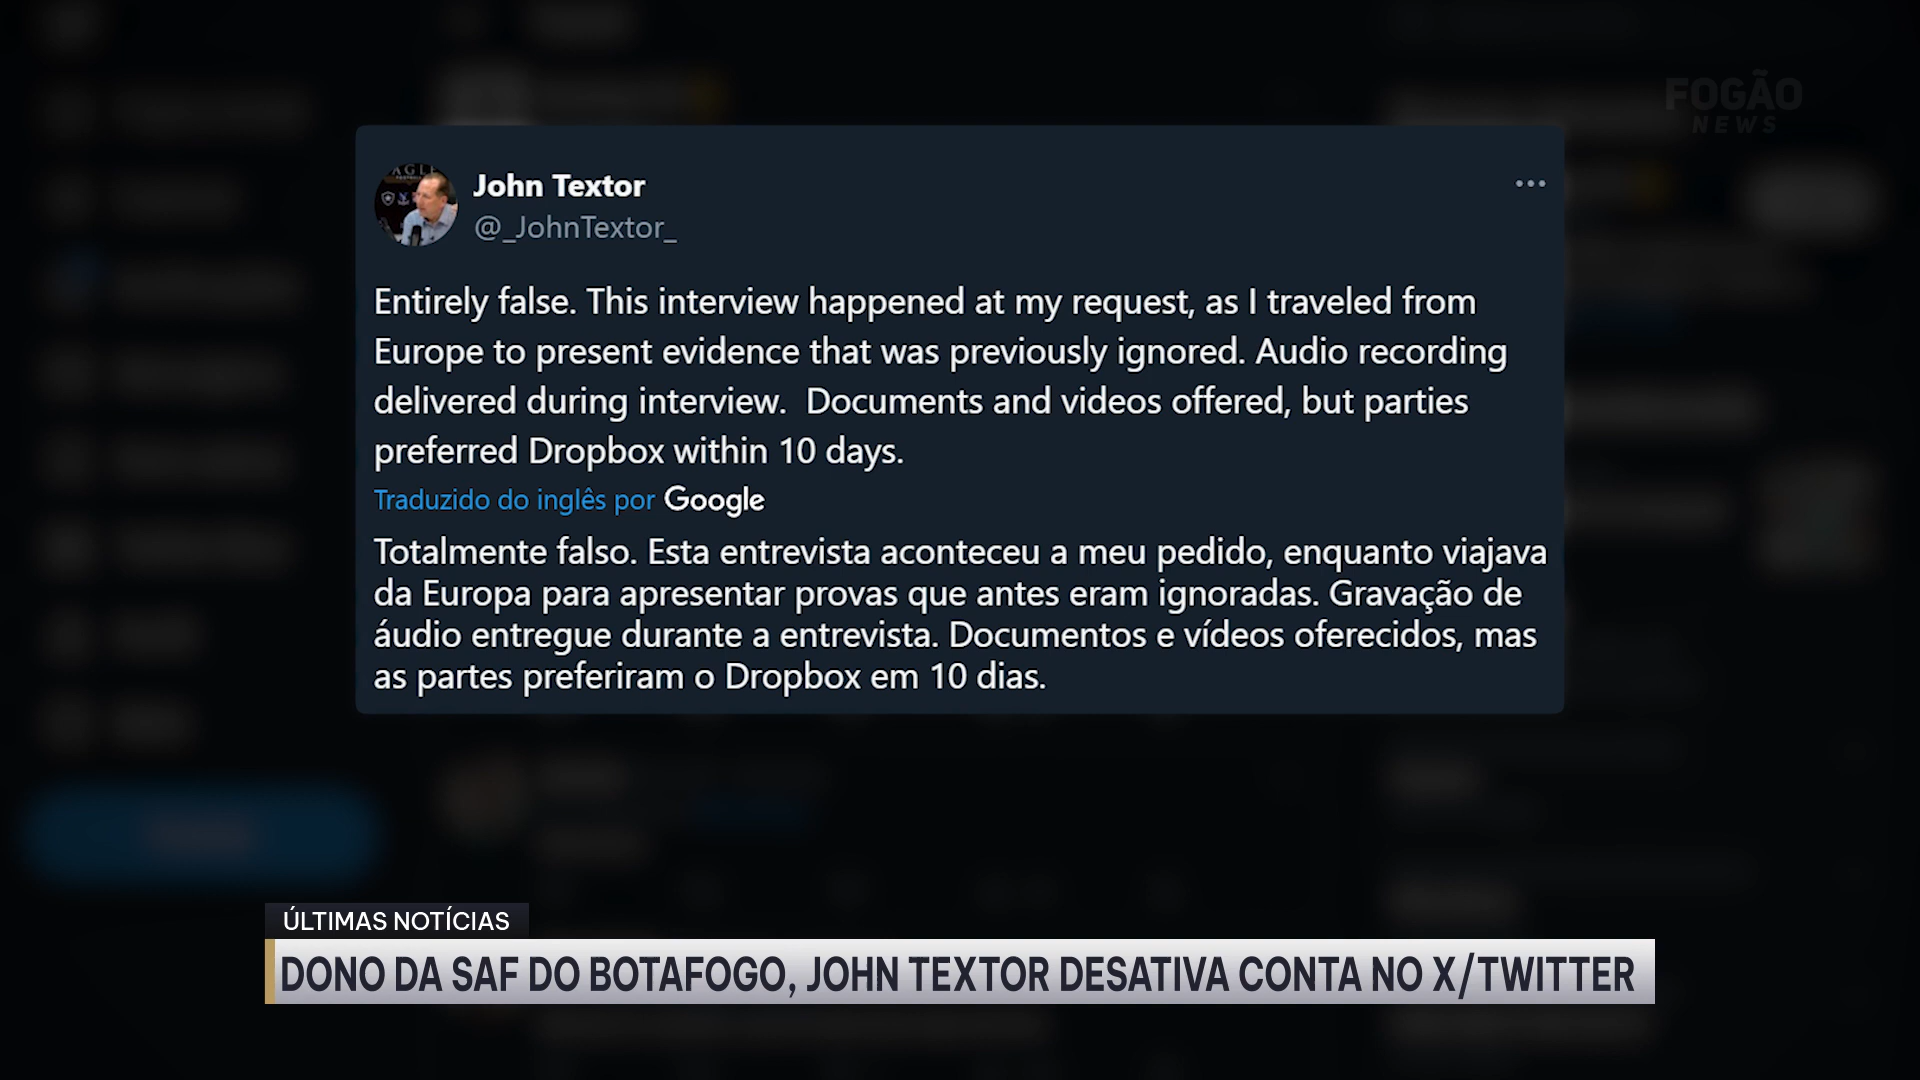 FOGÃO
NEWS
John Textor
@_JohnTextor_
Entirely false. This interview happened at my request, as I traveled from
Europe to present evidence that was previously ignored. Audio recording
delivered during interview.  Documents and videos offered, but parties
preferred Dropbox within 10 days.
Traduzido do inglês por Google
Totalmente falso. Esta entrevista aconteceu a meu pedido, enquanto viajava
da Europa para apresentar provas que antes eram ignoradas. Gravação de
áudio entregue durante a entrevista. Documentos e vídeos oferecidos, mas
as partes preferiram o Dropbox em 10 dias.
ÚLTIMAS NOTÍCIAS
DONO DA SAF DO BOTAFOGO, JOHN TEXTOR DESATIVA CONTA NO X/TWITTER